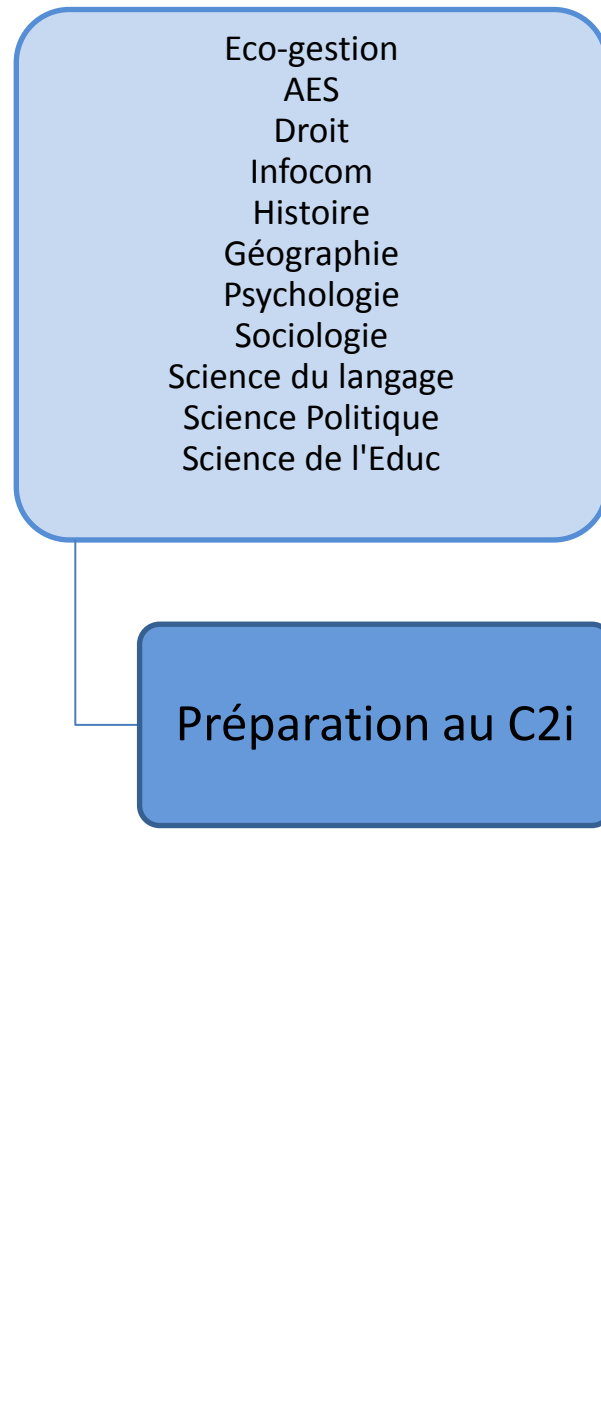 Eco-gestion
AES
Droit
Infocom
Histoire
Géographie
Psychologie
Sociologie
Science du langage
Science Politique
Science de l'Educ
Préparation au C2i